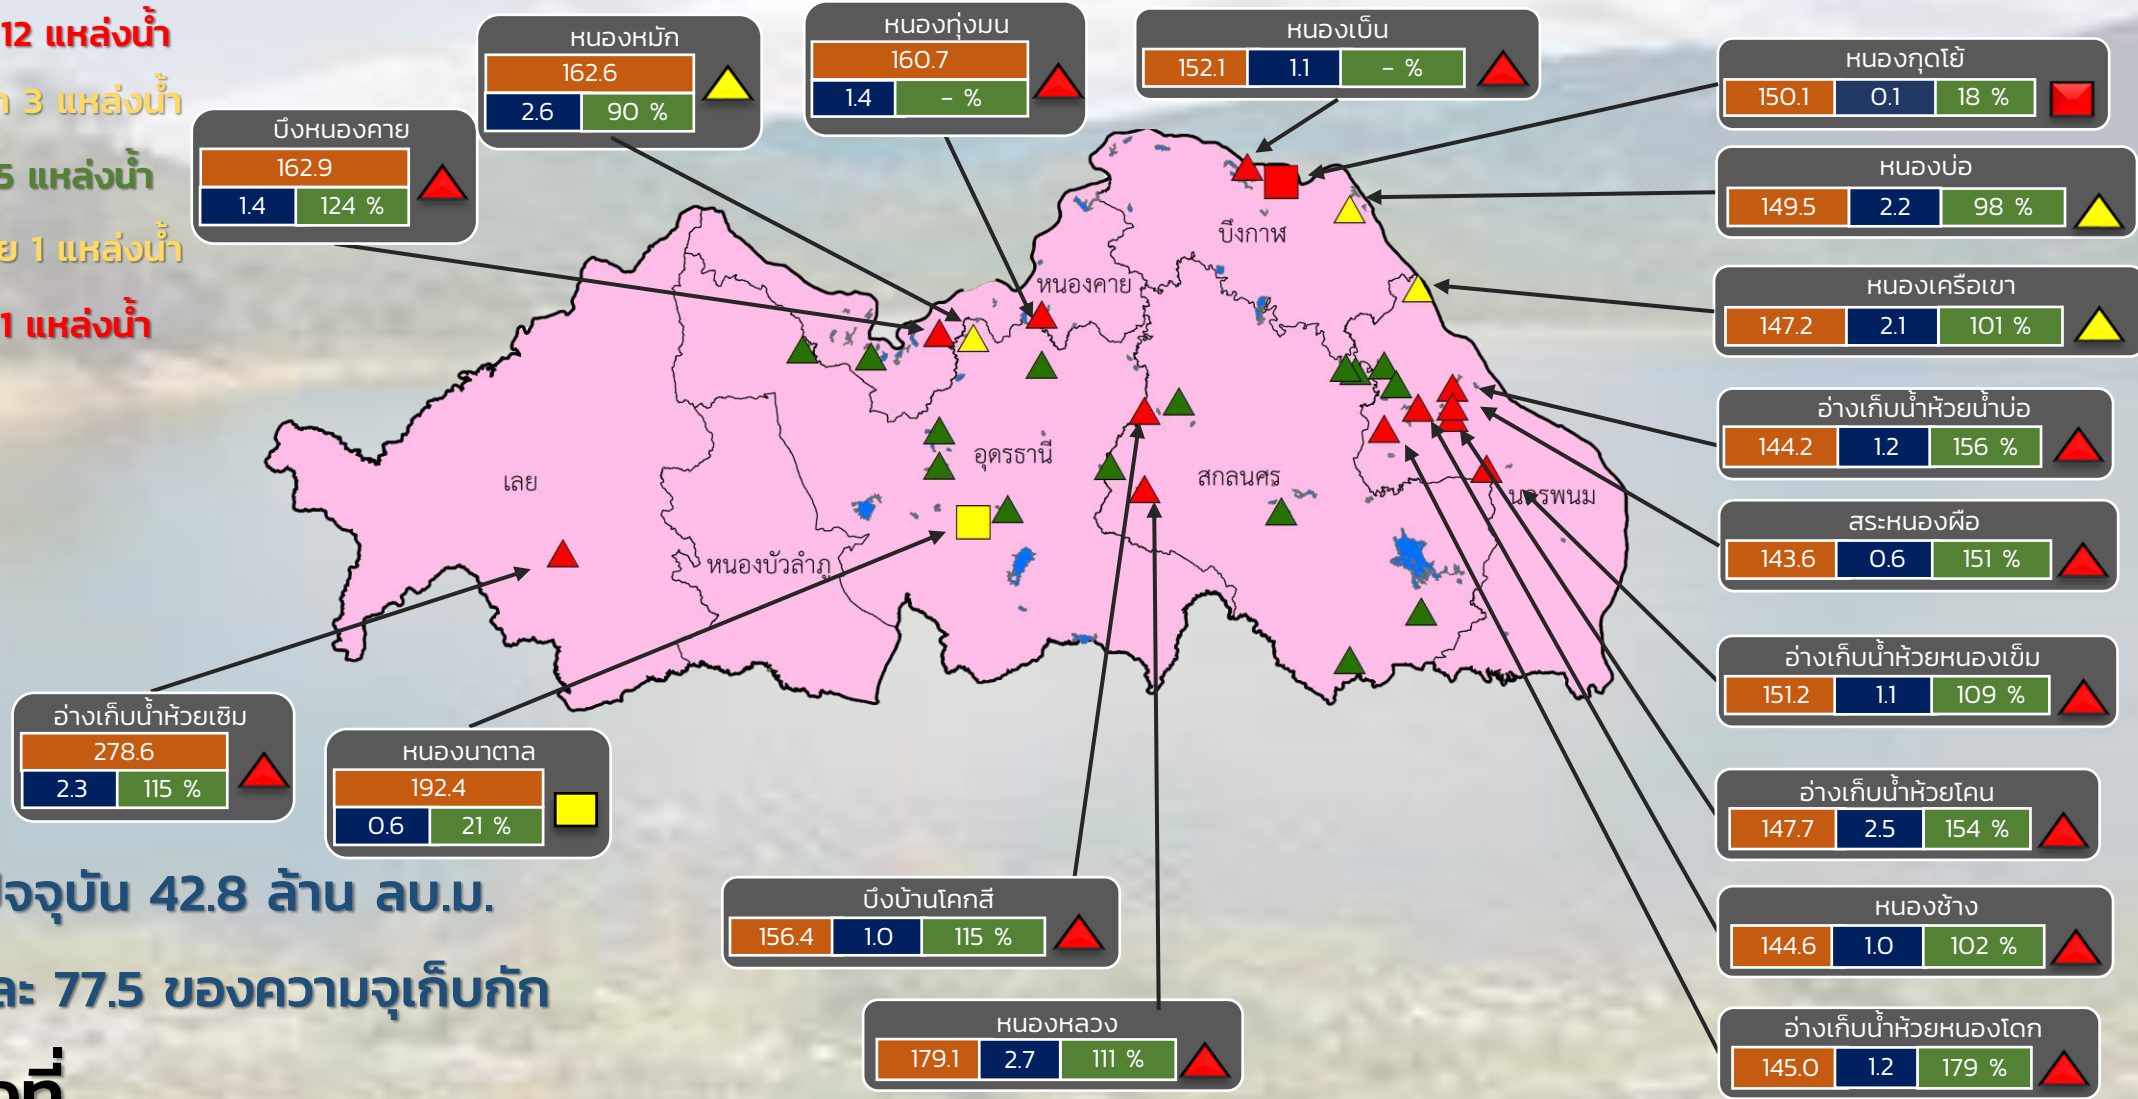 12 แหล่งน้ำ
3 แหล่งน้ำ
5 แหล่งน้ำ
1 แหล่งน้ำ
1 แหล่งน้ำ
บึงหนองคาย
162.9
1.4 124 %
หนองหมัก
162.6
2.6 90 %
หนองทุ่งมน
160.7
1.4 - %
หนองเบ็น
152.1 1.1 - %
หนองกุดโย้
150.1 0.1 18 %
หนองบ่อ
149.5 2.2 98 %
หนองเครือเขา
147.2 2.1 101 %
อ่างเก็บน้ำห้วยน้ำบ่อ
144.2 1.2 156 %
สระหนองผือ
143.6 0.6 151 %
อ่างเก็บน้ำห้วยหนองเข็ม
151.2 1.1 109 %
อ่างเก็บน้ำห้วยโคน
147.7 2.5 154 %
หนองช้าง
144.6 1.0 102 %
อ่างเก็บน้ำห้วยหนองโดก
145.0 1.2 179 %
บึงกาฬ
หนองคาย
อุดรธานี
เลย
สกลนคร
นครพนม
หนองบัวลำภู
อ่างเก็บน้ำห้วยเซิม
278.6
2.3 115 %
หนองนาตาล
192.4
0.6 21 %
บึงบ้านโคกสี
156.4 1.0 115 %
หนองหลวง
179.1 2.7 111 %
ปัจจุบัน 42.8 ล้าน ลบ.ม.
ละ 77.5 ของความจุเก็บกัก